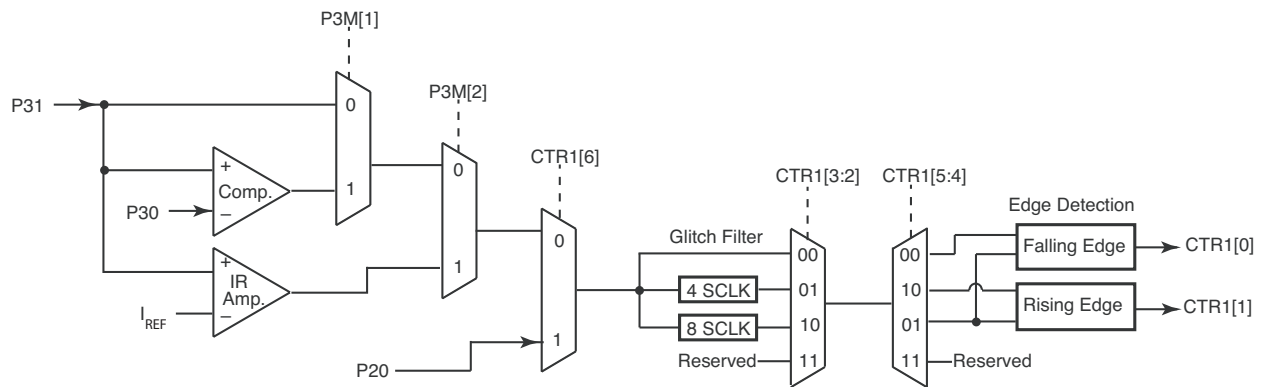 P3M[1]
P31
0
P3M[2]
+
Comp.
–
1
0
CTR1[6]
CTR1[3:2]
CTR1[5:4]
P30
Edge Detection
0
Glitch Filter
00
00
Falling Edge
CTR1[0]
+
IR
Amp.
–
1
4 SCLK
01
10
Rising Edge
CTR1[1]
IREF
8 SCLK
10
01
1
P20
Reserved
11
11
Reserved